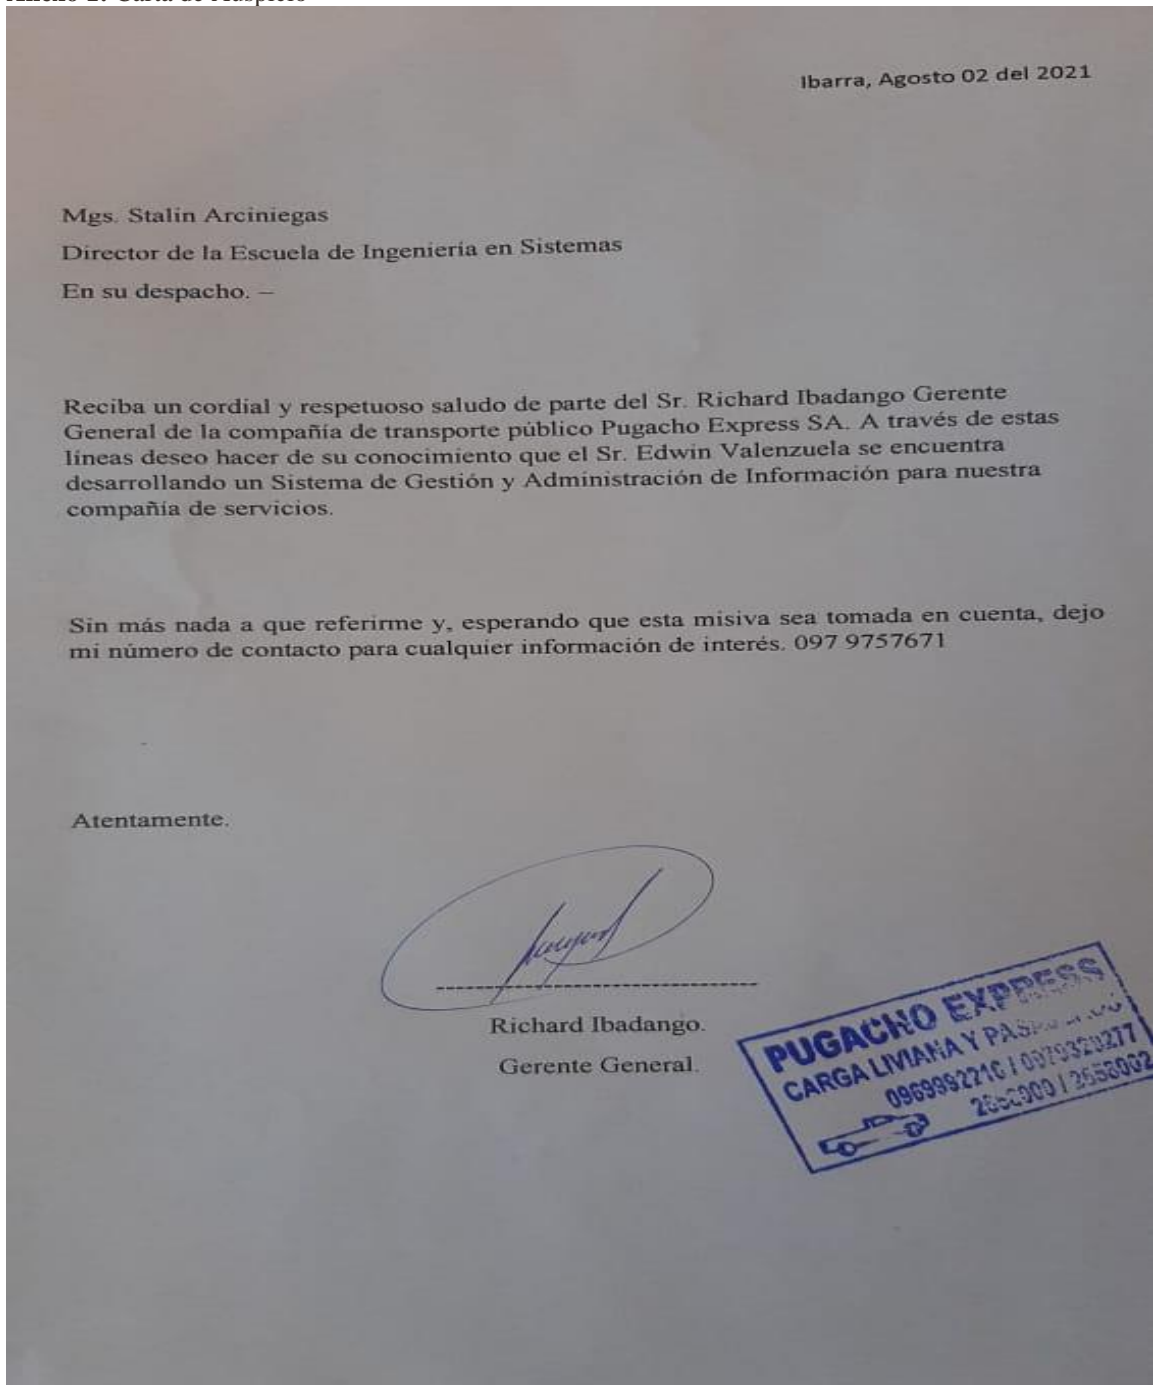 Ibarra, Agosto 02 del 2021
Mgs. Stalin Arciniegas
Director de la Escuela de Ingeniería en Sistemas
En su despacho. –
Reciba un cordial y respetuoso saludo de parte del Sr. Richard Ibadango Gerente
General de la compañía de transporte público Pugacho Express SA. A través de estas
líneas deseo hacer de su conocimiento que el Sr. Edwin Valenzuela se encuentra
desarrollando un Sistema de Gestión y Administración de Información para nuestra
compañía de servicios.
Sin más nada a que referirme y, esperando que esta misiva sea tomada en cuenta, dejo
mi número de contacto para cualquier información de interés. 097 9757671
Atentamente.
Richard Ibadango.
Gerente General.
PUGACHO EXPRESS
CARGA LIVIANA Y